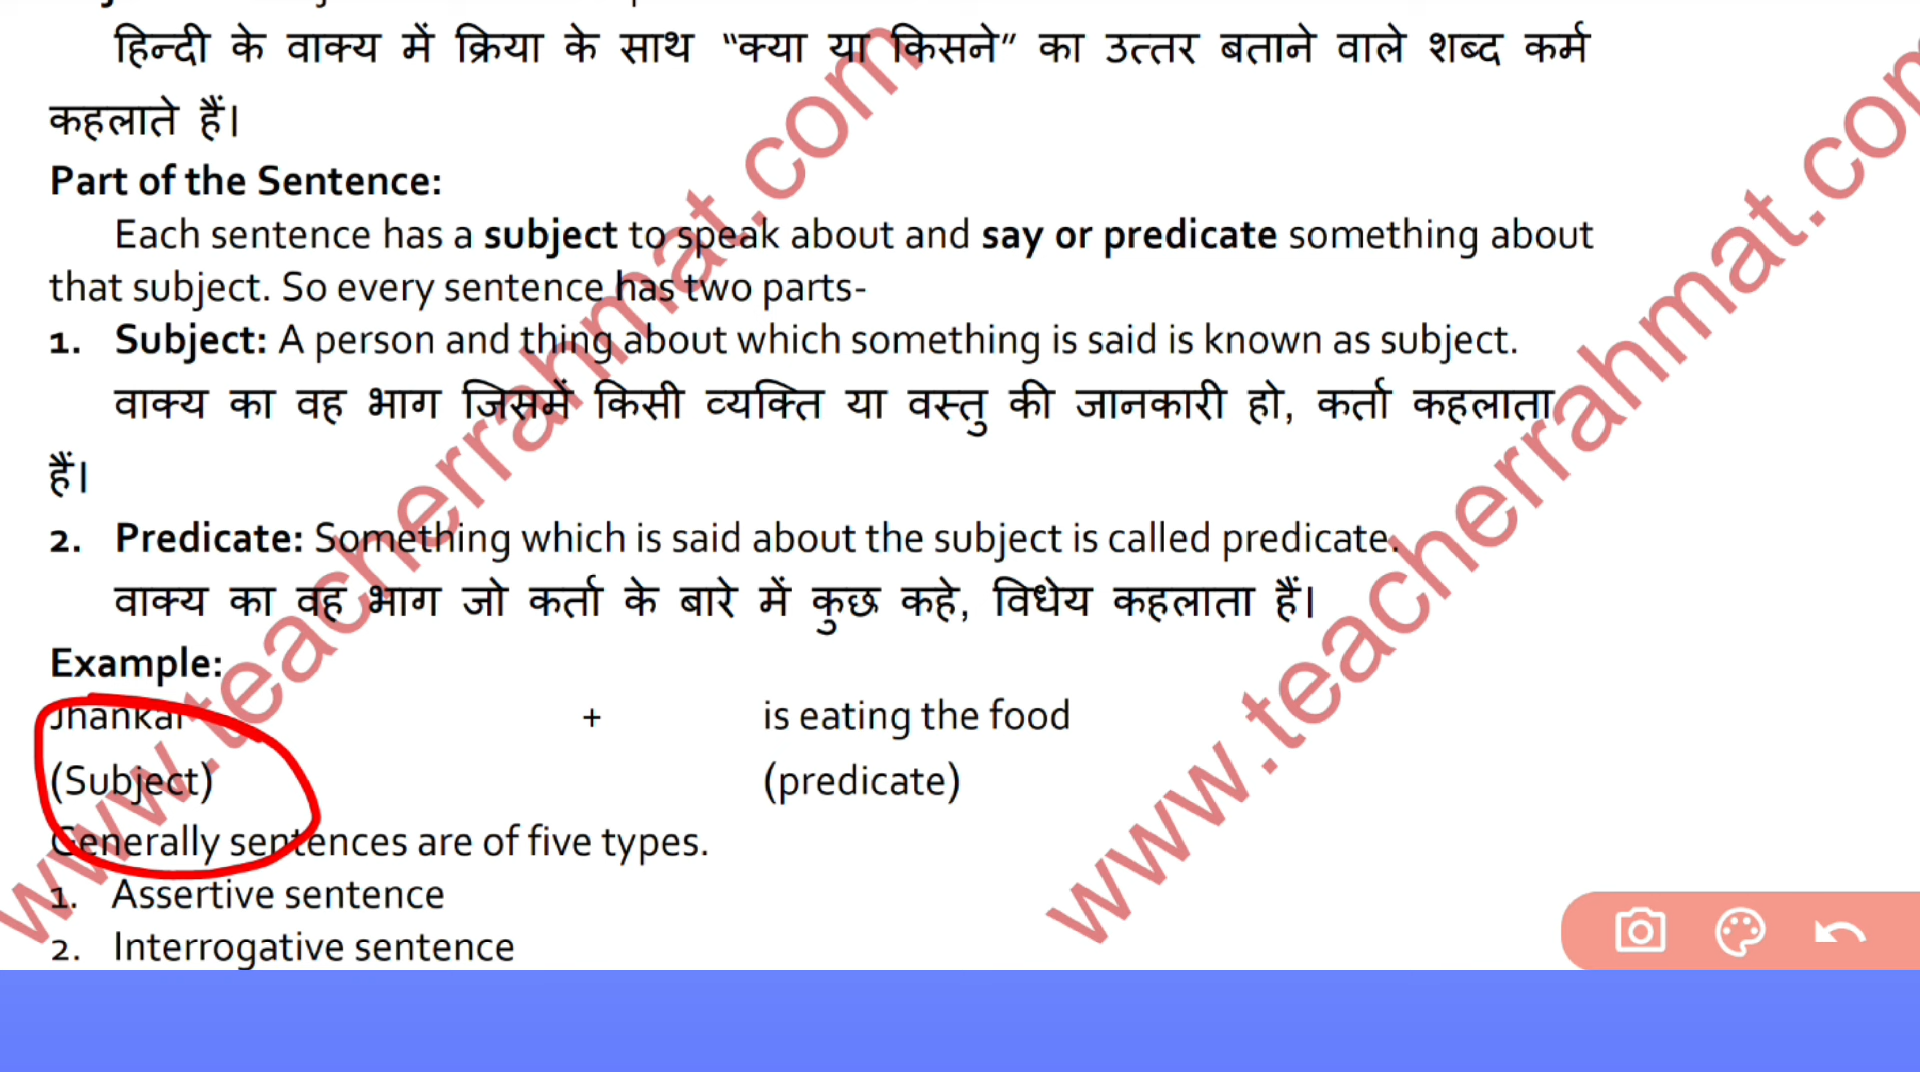 हिन्दी के वाक्य में क्रिया के साथ "क्या या किसने" का उत्तर बताने वाले शब्द कर्म
कहलाते हैं।
Part of the Sentence:
Each sentence has a subject to speak about and say or predicate something about
that subject. So every sentence has two parts-
1. Subject: A person and thing about which something is said is known as subject.
वाक्य का वह भाग जिसमें किसी व्यक्ति या वस्तु की जानकारी हो, कर्ता कहलाता
हैं।
2. Predicate: Something which is said about the subject is called predicate.
वाक्य का वह भाग जो कर्ता के बारे में कुछ कहे, विधेय कहलाता हैं।
Example:
Jhankar + is eating the food
(Subject) (predicate)
Generally sentences are of five types.
1. Assertive sentence
2. Interrogative sentence
www.teacherrahmat.com
www.teacherrahmat.com